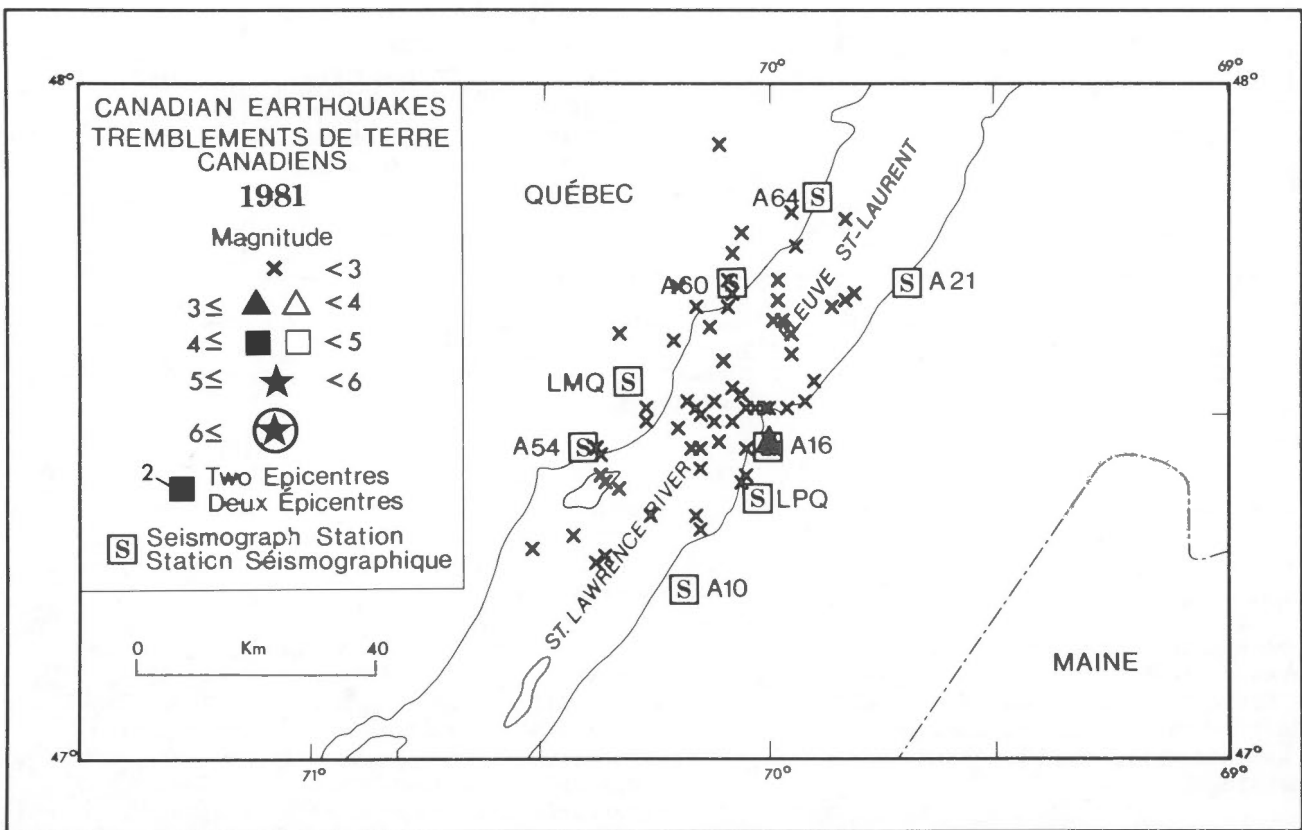 70°
69°
48°
48°
CANADIAN EARTHQUAKES
TREMBLEMENTS DE TERRE
CANADIENS
1981
Magnitude
<3
3≤ <4
4≤ <5
5≤ <6
6≤
2 Two Epicentres
Deux Épicentres
S Seismograph Station
Station Séismographique
0 Km 40
QUÉBEC
A64 S
FLEUVE ST-LAURENT
A60 S
S A21
LMQ S
A54 S
A16
S LPQ
ST. LAWRENCE RIVER
S A10
MAINE
47°
47°
71°
70°
69°